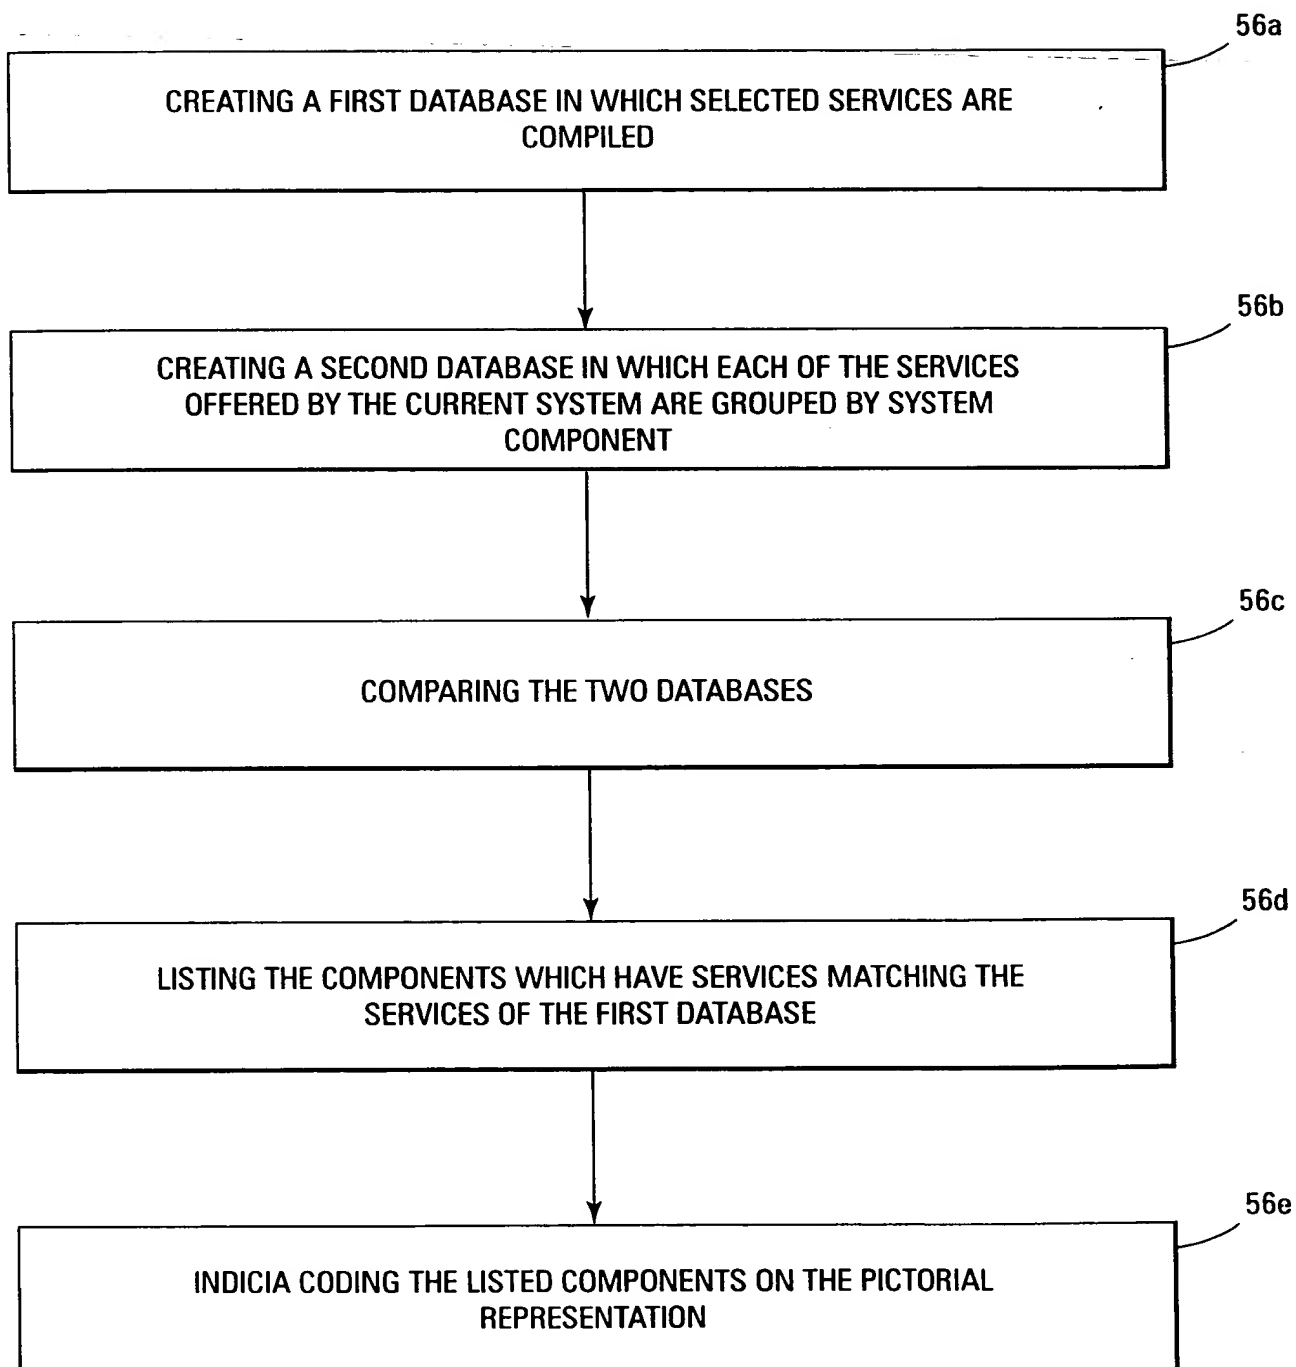 56a
CREATING A FIRST DATABASE IN WHICH SELECTED SERVICES ARE
COMPILED
56b
CREATING A SECOND DATABASE IN WHICH EACH OF THE SERVICES
OFFERED BY THE CURRENT SYSTEM ARE GROUPED BY SYSTEM
COMPONENT
56c
COMPARING THE TWO DATABASES
56d
LISTING THE COMPONENTS WHICH HAVE SERVICES MATCHING THE
SERVICES OF THE FIRST DATABASE
56e
INDICIA CODING THE LISTED COMPONENTS ON THE PICTORIAL
REPRESENTATION